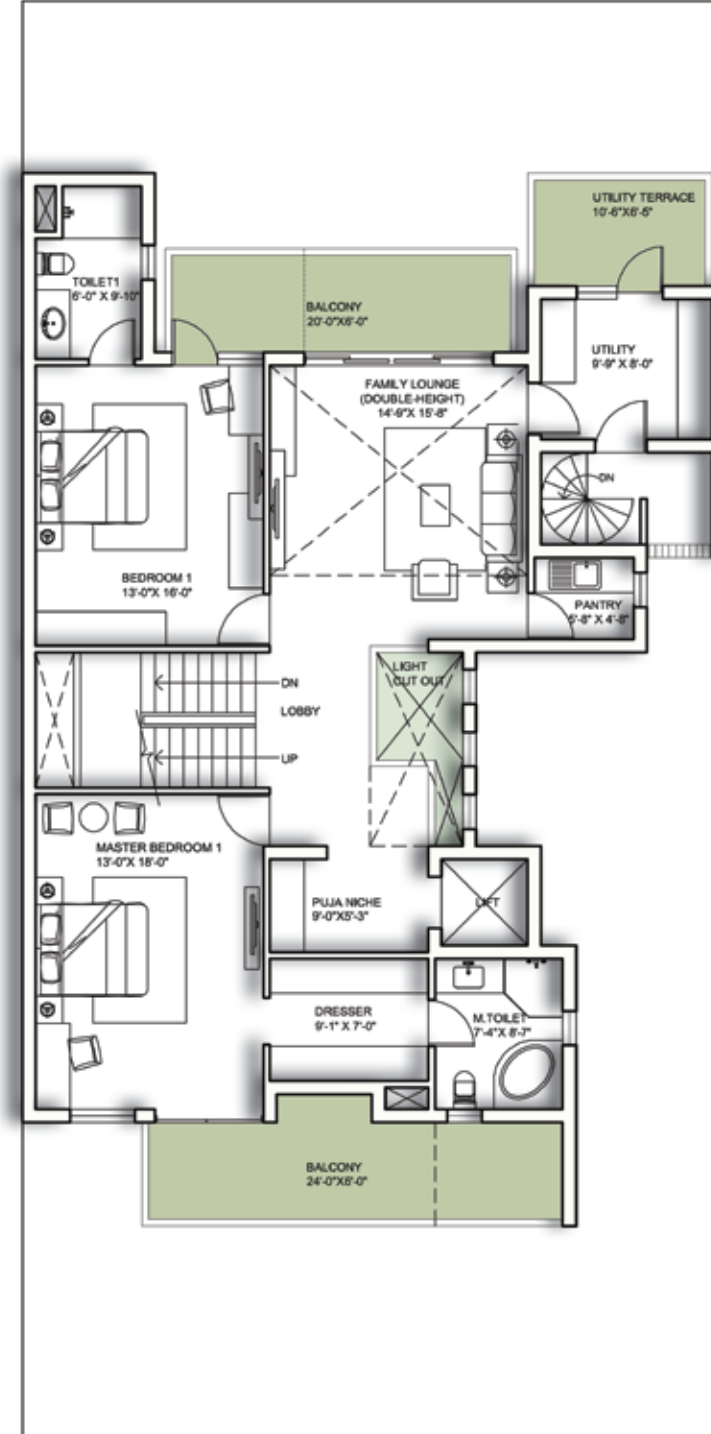 UTILITY TERRACE
10'-6"X6'-5"
TOILET1
6'-0" X 9'-10"
BALCONY
20'-0"X6'-0"
UTILITY
9'-9" X 8'-0"
FAMILY LOUNGE
(DOUBLE-HEIGHT)
14'-9"X 15'-8"
DN
BEDROOM 1
13'-0"X 16'-0"
PANTRY
5'-8" X 4'-8"
LIGHT
CUT OUT
DN
LOBBY
UP
MASTER BEDROOM 1
13'-0"X 18'-0"
PUJA NICHE
9'-0"X5'-3"
LIFT
DRESSER
9'-1" X 7'-0"
M.TOILET
7'-4"X 8'-7"
BALCONY
24'-0"X6'-0"